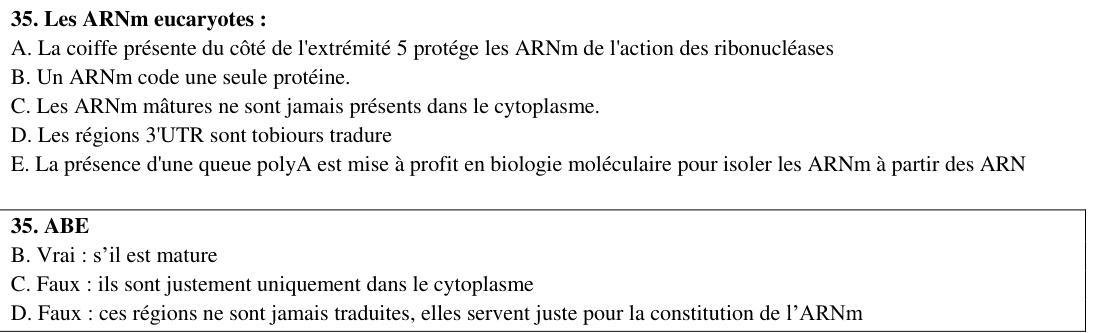 35. Les ARNm eucaryotes :
A. La coiffe présente du côté de l'extrémité 5 protége les ARNm de l'action des ribonucléases
B. Un ARNm code une seule protéine.
C. Les ARNm mâtures ne sont jamais présents dans le cytoplasme.
D. Les régions 3'UTR sont tobiours tradure
E. La présence d'une queue polyA est mise à profit en biologie moléculaire pour isoler les ARNm à partir des ARN
35. ABE
B. Vrai : s’il est mature
C. Faux : ils sont justement uniquement dans le cytoplasme
D. Faux : ces régions ne sont jamais traduites, elles servent juste pour la constitution de l’ARNm